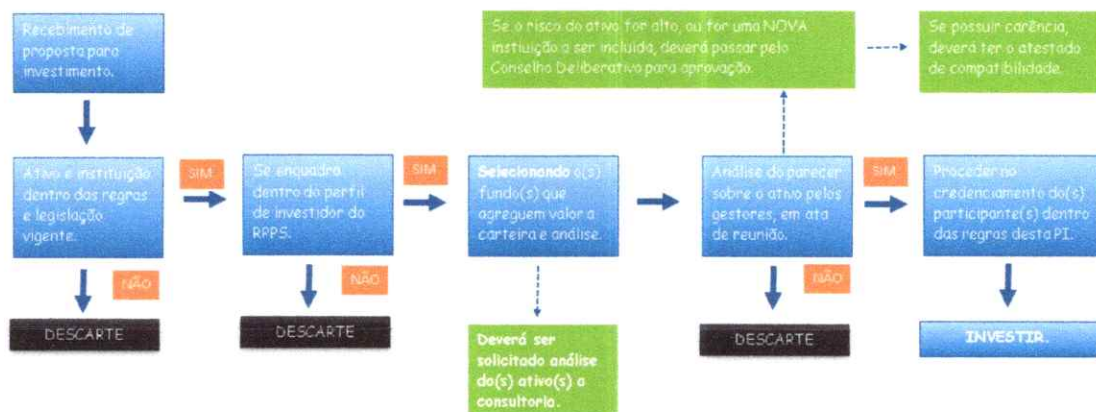 Recebimento de
proposta para
investimento.
Se o risco do ativo for alto, ou for uma NOVA
instiuição a ser incluída, deverá passar pelo
Conselho Deliberativo para aprovação.
Se possuir carência,
deverá ter o atestado
de compatibilidade.
Ativo e instituição
dentro das regras
e legislação
vigente.
SIM
Se enquadra
dentro do perfil
de investidor do
RPPS.
SIM
Selecionando o(s)
fundo(s) que
agreguem valor a
carteira e análise.
Análise do parecer
sobre o ativo pelos
gestores, em ata
de reunião.
SIM
Proceder no
credenciamento do(s)
participante(s) dentro
das regras desta PI.
NÃO
NÃO
NÃO
DESCARTE
DESCARTE
Deverá ser
solicitado análise
do(s) ativo(s) a
consultoria.
DESCARTE
INVESTIR.